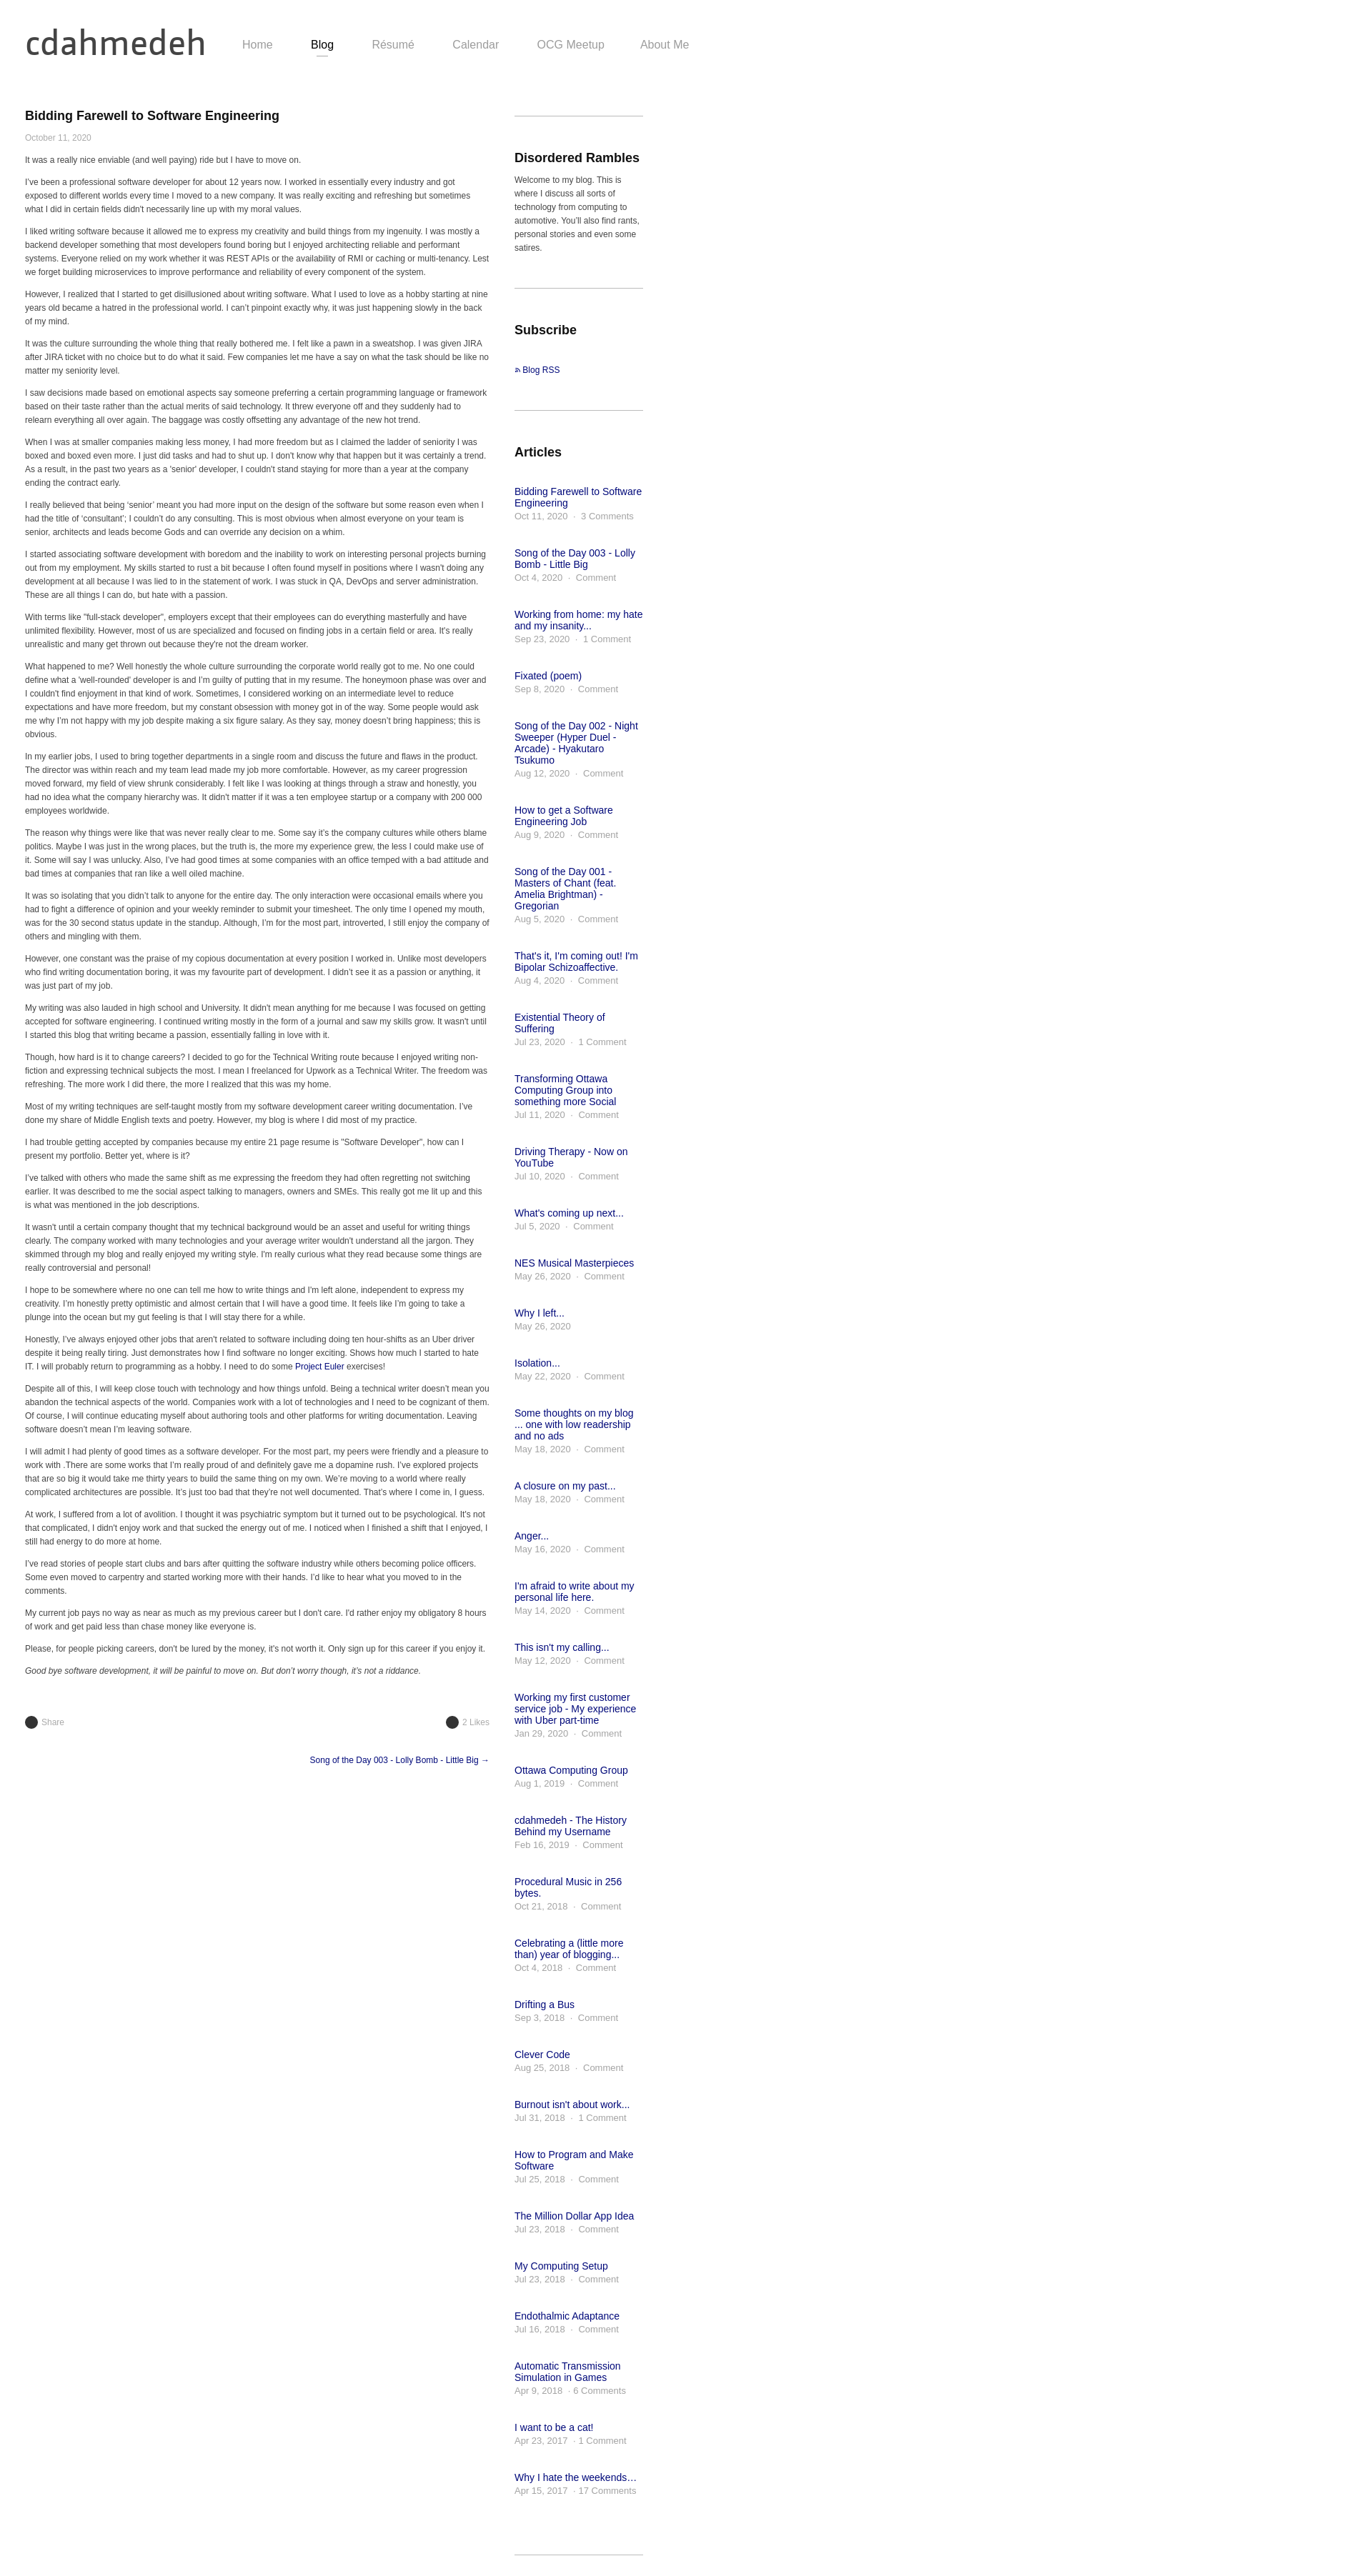 cdahmedeh
Home
Blog
Résumé
Calendar
OCG Meetup
About Me
Bidding Farewell to Software Engineering
October 11, 2020
It was a really nice enviable (and well paying) ride but I have to move on.
I've been a professional software developer for about 12 years now. I worked in essentially every industry and got
exposed to different worlds every time I moved to a new company. It was really exciting and refreshing but sometimes
what I did in certain fields didn't necessarily line up with my moral values.
I liked writing software because it allowed me to express my creativity and build things from my ingenuity. I was mostly a
backend developer something that most developers found boring but I enjoyed architecting reliable and performant
systems. Everyone relied on my work whether it was REST APIs or the availability of RMI or caching or multi-tenancy. Lest
we forget building microservices to improve performance and reliability of every component of the system.
However, I realized that I started to get disillusioned about writing software. What I used to love as a hobby starting at nine
years old became a hatred in the professional world. I can’t pinpoint exactly why, it was just happening slowly in the back
of my mind.
It was the culture surrounding the whole thing that really bothered me. I felt like a pawn in a sweatshop. I was given JIRA
after JIRA ticket with no choice but to do what it said. Few companies let me have a say on what the task should be like no
matter my seniority level.
I saw decisions made based on emotional aspects say someone preferring a certain programming language or framework
based on their taste rather than the actual merits of said technology. It threw everyone off and they suddenly had to
relearn everything all over again. The baggage was costly offsetting any advantage of the new hot trend.
When I was at smaller companies making less money, I had more freedom but as I claimed the ladder of seniority I was
boxed and boxed even more. I just did tasks and had to shut up. I don't know why that happen but it was certainly a trend.
As a result, in the past two years as a 'senior' developer, I couldn't stand staying for more than a year at the company
ending the contract early.
I really believed that being ‘senior’ meant you had more input on the design of the software but some reason even when I
had the title of ‘consultant’; I couldn’t do any consulting. This is most obvious when almost everyone on your team is
senior, architects and leads become Gods and can override any decision on a whim.
I started associating software development with boredom and the inability to work on interesting personal projects burning
out from my employment. My skills started to rust a bit because I often found myself in positions where I wasn't doing any
development at all because I was lied to in the statement of work. I was stuck in QA, DevOps and server administration.
These are all things I can do, but hate with a passion.
With terms like "full-stack developer", employers except that their employees can do everything masterfully and have
unlimited flexibility. However, most of us are specialized and focused on finding jobs in a certain field or area. It's really
unrealistic and many get thrown out because they're not the dream worker.
What happened to me? Well honestly the whole culture surrounding the corporate world really got to me. No one could
define what a 'well-rounded' developer is and I’m guilty of putting that in my resume. The honeymoon phase was over and
I couldn't find enjoyment in that kind of work. Sometimes, I considered working on an intermediate level to reduce
expectations and have more freedom, but my constant obsession with money got in of the way. Some people would ask
me why I’m not happy with my job despite making a six figure salary. As they say, money doesn’t bring happiness; this is
obvious.
In my earlier jobs, I used to bring together departments in a single room and discuss the future and flaws in the product.
The director was within reach and my team lead made my job more comfortable. However, as my career progression
moved forward, my field of view shrunk considerably. I felt like I was looking at things through a straw and honestly, you
had no idea what the company hierarchy was. It didn't matter if it was a ten employee startup or a company with 200 000
employees worldwide.
The reason why things were like that was never really clear to me. Some say it’s the company cultures while others blame
politics. Maybe I was just in the wrong places, but the truth is, the more my experience grew, the less I could make use of
it. Some will say I was unlucky. Also, I’ve had good times at some companies with an office temped with a bad attitude and
bad times at companies that ran like a well oiled machine.
It was so isolating that you didn’t talk to anyone for the entire day. The only interaction were occasional emails where you
had to fight a difference of opinion and your weekly reminder to submit your timesheet. The only time I opened my mouth,
was for the 30 second status update in the standup. Although, I’m for the most part, introverted, I still enjoy the company of
others and mingling with them.
However, one constant was the praise of my copious documentation at every position I worked in. Unlike most developers
who find writing documentation boring, it was my favourite part of development. I didn’t see it as a passion or anything, it
was just part of my job.
My writing was also lauded in high school and University. It didn't mean anything for me because I was focused on getting
accepted for software engineering. I continued writing mostly in the form of a journal and saw my skills grow. It wasn't until
I started this blog that writing became a passion, essentially falling in love with it.
Though, how hard is it to change careers? I decided to go for the Technical Writing route because I enjoyed writing non-
fiction and expressing technical subjects the most. I mean I freelanced for Upwork as a Technical Writer. The freedom was
refreshing. The more work I did there, the more I realized that this was my home.
Most of my writing techniques are self-taught mostly from my software development career writing documentation. I’ve
done my share of Middle English texts and poetry. However, my blog is where I did most of my practice.
I had trouble getting accepted by companies because my entire 21 page resume is "Software Developer", how can I
present my portfolio. Better yet, where is it?
I've talked with others who made the same shift as me expressing the freedom they had often regretting not switching
earlier. It was described to me the social aspect talking to managers, owners and SMEs. This really got me lit up and this
is what was mentioned in the job descriptions.
It wasn't until a certain company thought that my technical background would be an asset and useful for writing things
clearly. The company worked with many technologies and your average writer wouldn't understand all the jargon. They
skimmed through my blog and really enjoyed my writing style. I'm really curious what they read because some things are
really controversial and personal!
I hope to be somewhere where no one can tell me how to write things and I'm left alone, independent to express my
creativity. I’m honestly pretty optimistic and almost certain that I will have a good time. It feels like I’m going to take a
plunge into the ocean but my gut feeling is that I will stay there for a while.
Honestly, I’ve always enjoyed other jobs that aren't related to software including doing ten hour-shifts as an Uber driver
despite it being really tiring. Just demonstrates how I find software no longer exciting. Shows how much I started to hate
IT. I will probably return to programming as a hobby. I need to do some Project Euler exercises!
Despite all of this, I will keep close touch with technology and how things unfold. Being a technical writer doesn’t mean you
abandon the technical aspects of the world. Companies work with a lot of technologies and I need to be cognizant of them.
Of course, I will continue educating myself about authoring tools and other platforms for writing documentation. Leaving
software doesn’t mean I’m leaving software.
I will admit I had plenty of good times as a software developer. For the most part, my peers were friendly and a pleasure to
work with .There are some works that I’m really proud of and definitely gave me a dopamine rush. I’ve explored projects
that are so big it would take me thirty years to build the same thing on my own. We’re moving to a world where really
complicated architectures are possible. It’s just too bad that they’re not well documented. That’s where I come in, I guess.
At work, I suffered from a lot of avolition. I thought it was psychiatric symptom but it turned out to be psychological. It's not
that complicated, I didn't enjoy work and that sucked the energy out of me. I noticed when I finished a shift that I enjoyed, I
still had energy to do more at home.
I’ve read stories of people start clubs and bars after quitting the software industry while others becoming police officers.
Some even moved to carpentry and started working more with their hands. I’d like to hear what you moved to in the
comments.
My current job pays no way as near as much as my previous career but I don't care. I'd rather enjoy my obligatory 8 hours
of work and get paid less than chase money like everyone is.
Please, for people picking careers, don't be lured by the money, it's not worth it. Only sign up for this career if you enjoy it.
Good bye software development, it will be painful to move on. But don’t worry though, it’s not a riddance.
Share
2 Likes
Song of the Day 003 - Lolly Bomb - Little Big →
Disordered Rambles
Welcome to my blog. This is
where I discuss all sorts of
technology from computing to
automotive. You'll also find rants,
personal stories and even some
satires.
Subscribe
Blog RSS
Articles
Bidding Farewell to Software
Engineering
Oct 11, 2020 · 3 Comments
Song of the Day 003 - Lolly
Bomb - Little Big
Oct 4, 2020 · Comment
Working from home: my hate
and my insanity...
Sep 23, 2020 · 1 Comment
Fixated (poem)
Sep 8, 2020 · Comment
Song of the Day 002 - Night
Sweeper (Hyper Duel -
Arcade) - Hyakutaro
Tsukumo
Aug 12, 2020 · Comment
How to get a Software
Engineering Job
Aug 9, 2020 · Comment
Song of the Day 001 -
Masters of Chant (feat.
Amelia Brightman) -
Gregorian
Aug 5, 2020 · Comment
That's it, I'm coming out! I'm
Bipolar Schizoaffective.
Aug 4, 2020 · Comment
Existential Theory of
Suffering
Jul 23, 2020 · 1 Comment
Transforming Ottawa
Computing Group into
something more Social
Jul 11, 2020 · Comment
Driving Therapy - Now on
YouTube
Jul 10, 2020 · Comment
What's coming up next...
Jul 5, 2020 · Comment
NES Musical Masterpieces
May 26, 2020 · Comment
Why I left...
May 26, 2020
Isolation...
May 22, 2020 · Comment
Some thoughts on my blog
... one with low readership
and no ads
May 18, 2020 · Comment
A closure on my past...
May 18, 2020 · Comment
Anger...
May 16, 2020 · Comment
I'm afraid to write about my
personal life here.
May 14, 2020 · Comment
This isn't my calling...
May 12, 2020 · Comment
Working my first customer
service job - My experience
with Uber part-time
Jan 29, 2020 · Comment
Ottawa Computing Group
Aug 1, 2019 · Comment
cdahmedeh - The History
Behind my Username
Feb 16, 2019 · Comment
Procedural Music in 256
bytes.
Oct 21, 2018 · Comment
Celebrating a (little more
than) year of blogging...
Oct 4, 2018 · Comment
Drifting a Bus
Sep 3, 2018 · Comment
Clever Code
Aug 25, 2018 · Comment
Burnout isn't about work...
Jul 31, 2018 · 1 Comment
How to Program and Make
Software
Jul 25, 2018 · Comment
The Million Dollar App Idea
Jul 23, 2018 · Comment
My Computing Setup
Jul 23, 2018 · Comment
Endothalmic Adaptance
Jul 16, 2018 · Comment
Automatic Transmission
Simulation in Games
Apr 9, 2018 · 6 Comments
I want to be a cat!
Apr 23, 2017 · 1 Comment
Why I hate the weekends…
Apr 15, 2017 · 17 Comments